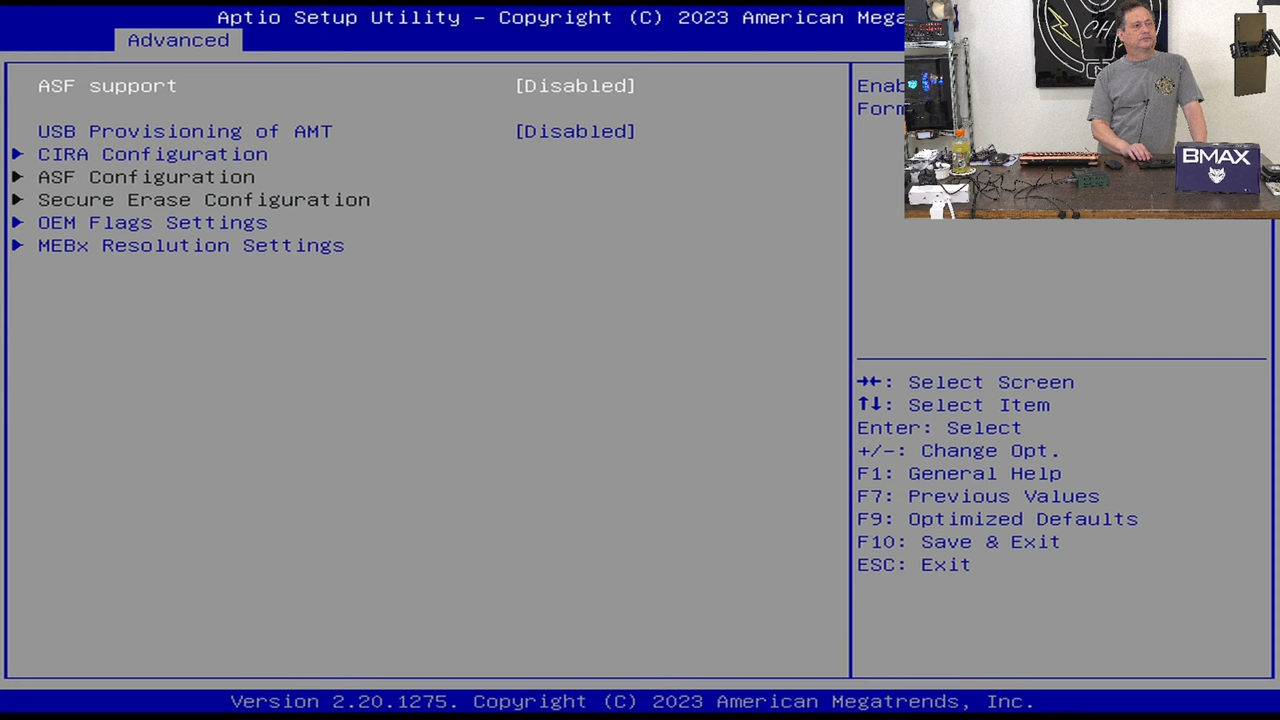 Aptio Setup Utility – Copyright (C) 2023 American
Advanced
ASF support [Disabled]
USB Provisioning of AMT [Disabled]
CIRA Configuration
ASF Configuration
Secure Erase Configuration
OEM Flags Settings
MEBx Resolution Settings
CH
BMAX
→←: Select Screen
↑↓: Select Item
Enter: Select
+/-: Change Opt.
F1: General Help
F7: Previous Values
F9: Optimized Defaults
F10: Save & Exit
ESC: Exit
Version 2.20.1275. Copyright (C) 2023 American Megatrends, Inc.